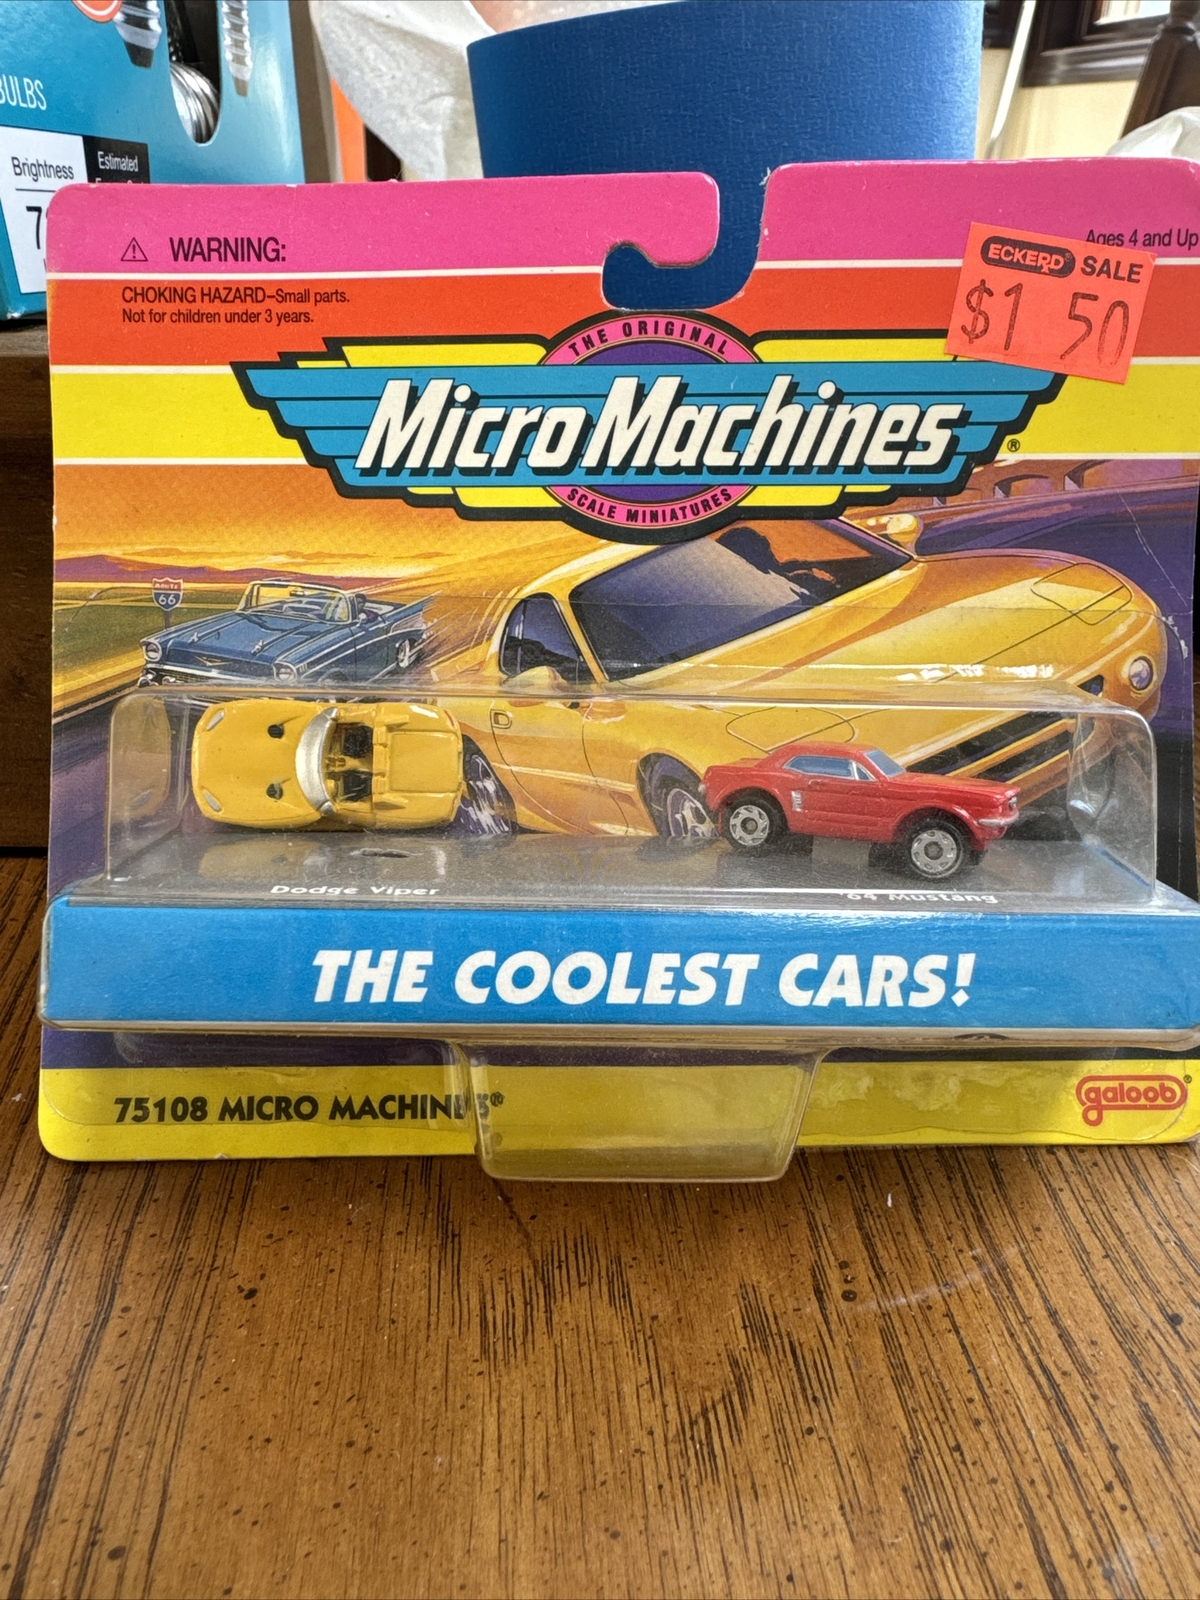 BULBS
Brightness
Estimated
WARNING:
CHOKING HAZARD–Small parts.
Not for children under 3 years.
Ages 4 and Up
ECKERD® SALE
$1 50
THE ORIGINAL
Micro Machines®
SCALE MINIATURES
ROUTE
66
Dodge Viper
'64 Mustang
THE COOLEST CARS!
75108 MICRO MACHINES®
galoob®